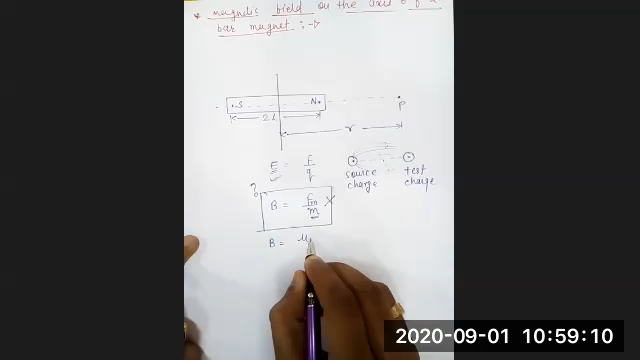 * magnetic field on the axis of a
bar magnet :-
S N P
2l
r
E = F/q
source charge
test charge
? B = Fm/m ×
B = μ
2020-09-01 10:59:10